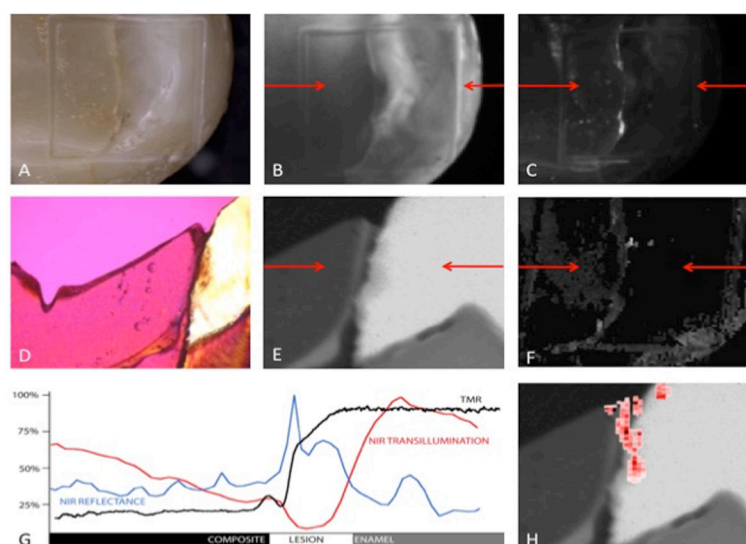 A
B
C
D
E
F
100%
75%
50%
25%
TMR
NIR TRANSILLUMINATION
NIR REFLECTANCE
COMPOSITE
LESION
ENAMEL
G
H